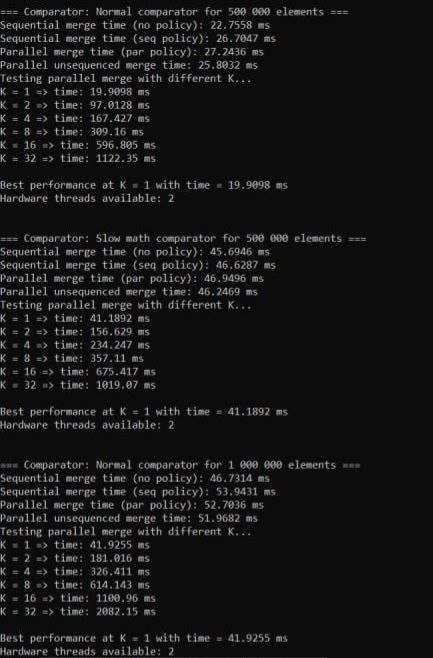 === Comparator: Normal comparator for 500 000 elements ===
Sequential merge time (no policy): 22.7558 ms
Sequential merge time (seq policy): 26.7047 ms
Parallel merge time (par policy): 27.2436 ms
Parallel unsequenced merge time: 25.8032 ms
Testing parallel merge with different K...
K = 1 => time: 19.9098 ms
K = 2 => time: 97.0128 ms
K = 4 => time: 167.427 ms
K = 8 => time: 309.16 ms
K = 16 => time: 596.805 ms
K = 32 => time: 1122.35 ms
Best performance at K = 1 with time = 19.9098 ms
Hardware threads available: 2
=== Comparator: Slow math comparator for 500 000 elements ===
Sequential merge time (no policy): 45.6946 ms
Sequential merge time (seq policy): 46.6287 ms
Parallel merge time (par policy): 46.9496 ms
Parallel unsequenced merge time: 46.2469 ms
Testing parallel merge with different K...
K = 1 => time: 41.1892 ms
K = 2 => time: 156.629 ms
K = 4 => time: 234.247 ms
K = 8 => time: 357.11 ms
K = 16 => time: 675.417 ms
K = 32 => time: 1019.07 ms
Best performance at K = 1 with time = 41.1892 ms
Hardware threads available: 2
=== Comparator: Normal comparator for 1 000 000 elements ===
Sequential merge time (no policy): 46.7314 ms
Sequential merge time (seq policy): 53.9431 ms
Parallel merge time (par policy): 52.7036 ms
Parallel unsequenced merge time: 51.9682 ms
Testing parallel merge with different K...
K = 1 => time: 41.9255 ms
K = 2 => time: 181.016 ms
K = 4 => time: 326.411 ms
K = 8 => time: 614.143 ms
K = 16 => time: 1100.96 ms
K = 32 => time: 2082.15 ms
Best performance at K = 1 with time = 41.9255 ms
Hardware threads available: 2